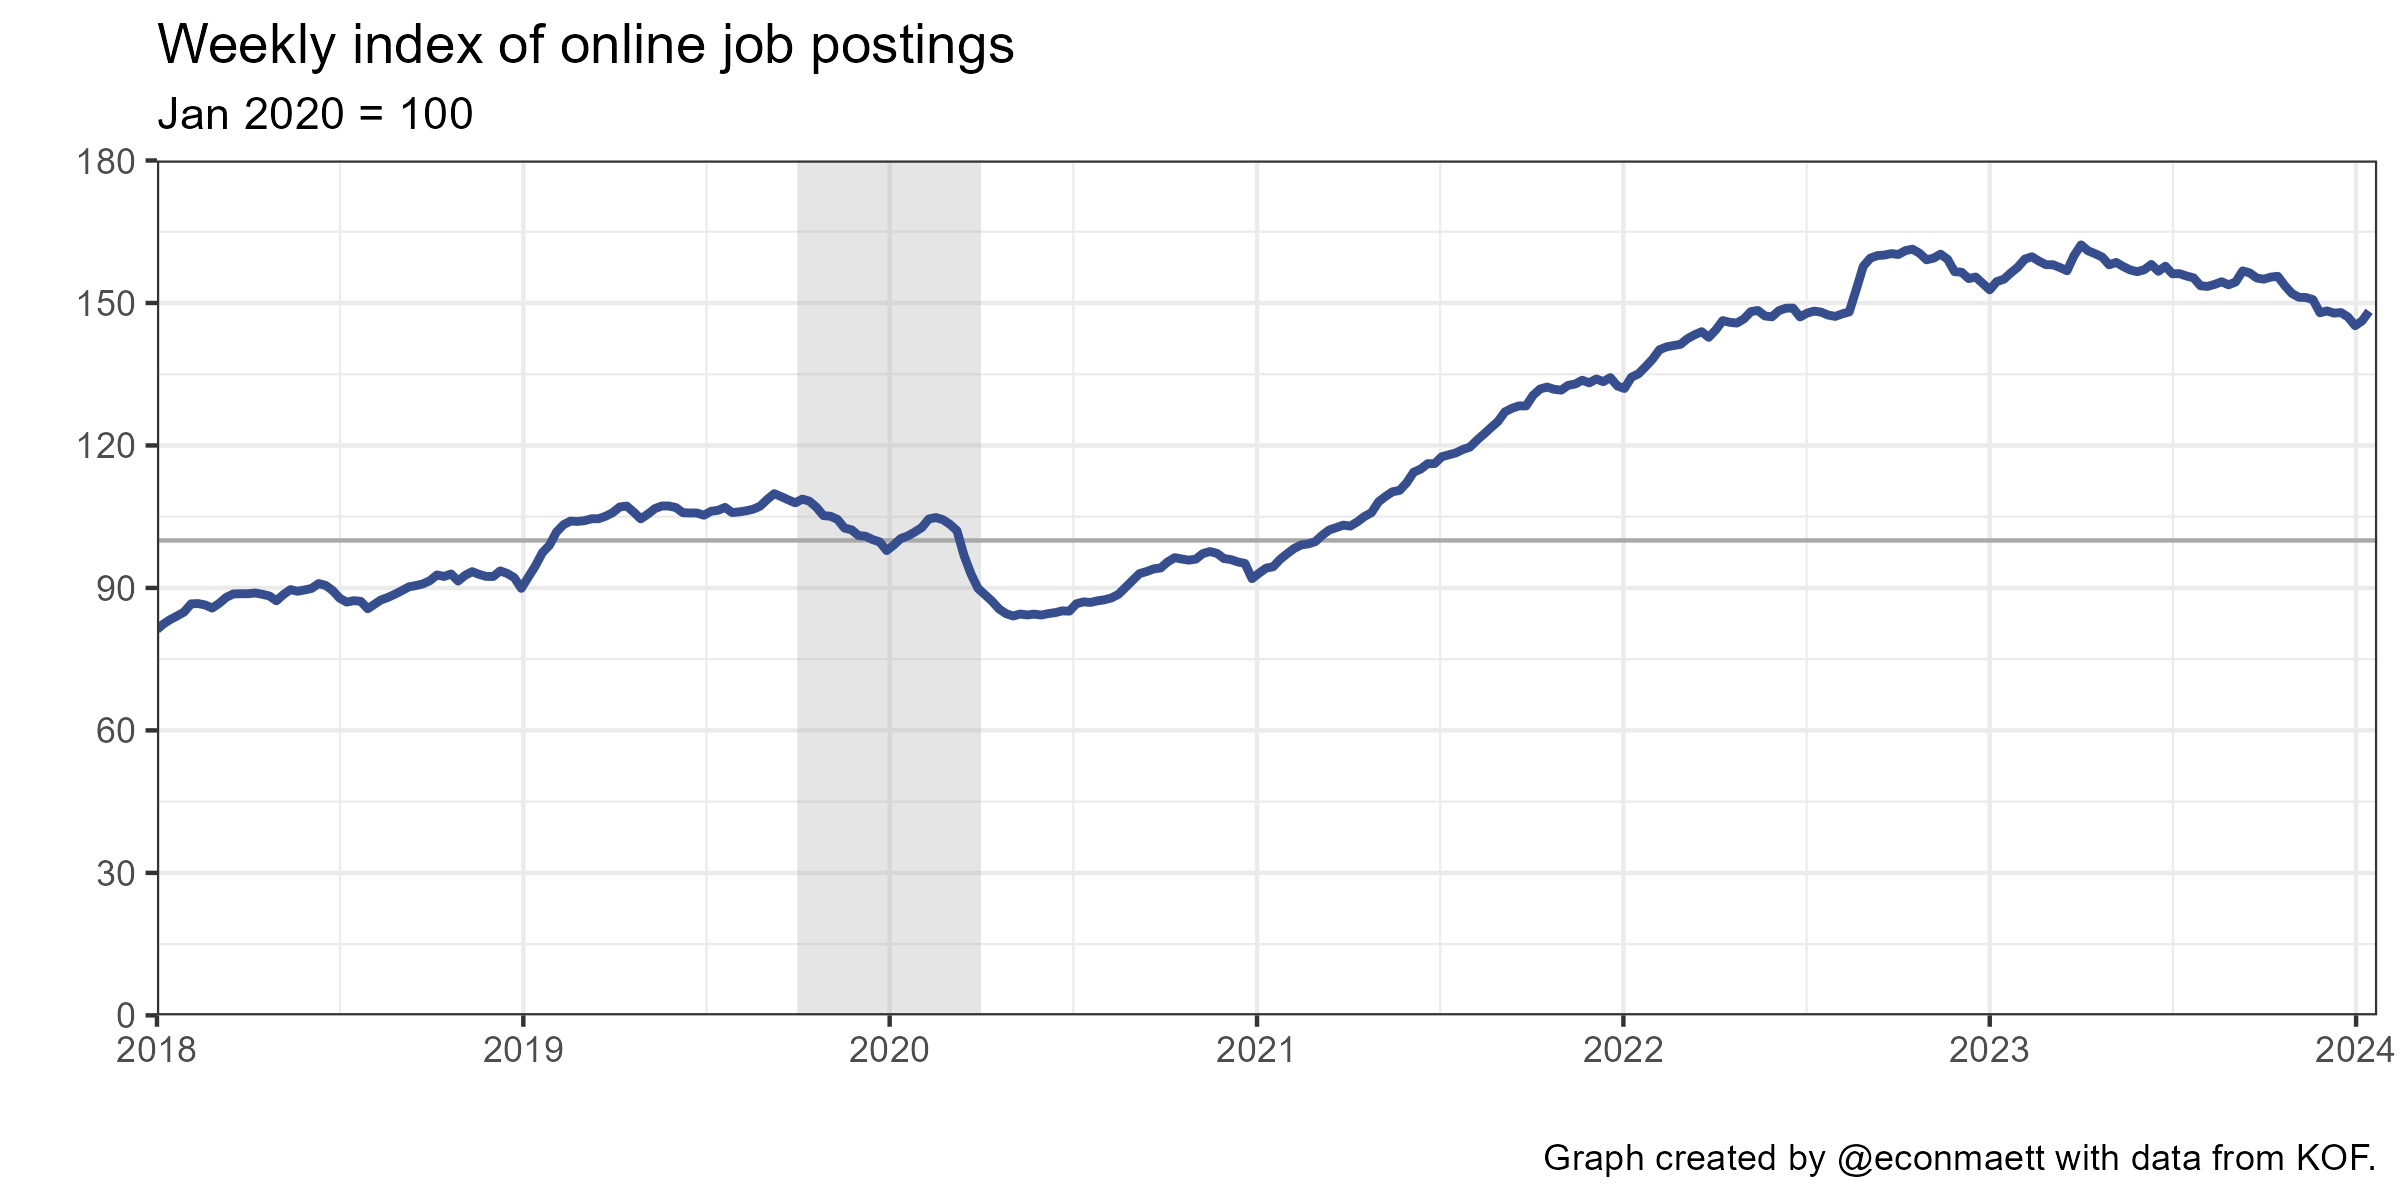 Weekly index of online job postings
Jan 2020 = 100
180
150
120
90
60
30
0
2018 2019 2020 2021 2022 2023 2024
Graph created by @econmaett with data from KOF.